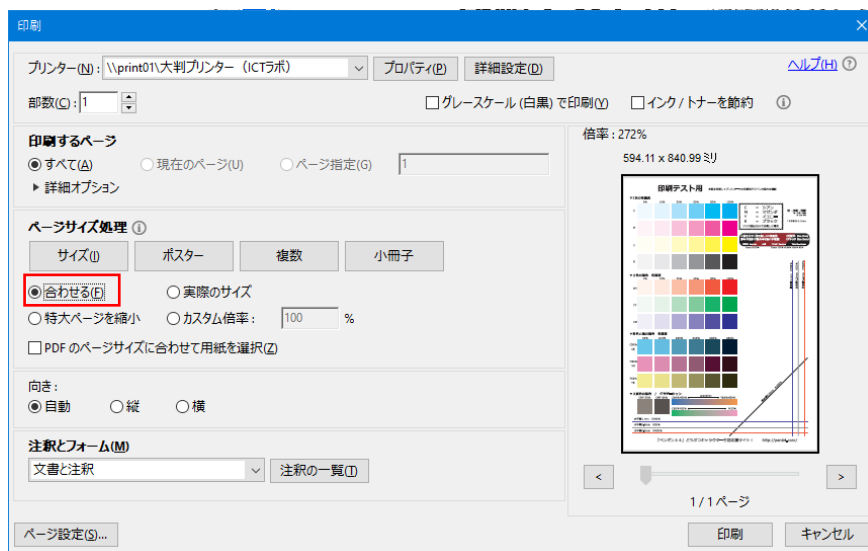 印刷
プリンター(N): \\print01\大判プリンター（ICTラボ） プロパティ(P) 詳細設定(D) ヘルプ(H)
部数(C): 1 グレースケール (白黒) で印刷(Y) インク / トナーを節約
印刷するページ
すべて(A) 現在のページ(U) ページ指定(G) 1
詳細オプション
ページサイズ処理
サイズ(I) ポスター 複数 小冊子
合わせる(F) 実際のサイズ
特大ページを縮小 カスタム倍率: 100 %
PDF のページサイズに合わせて用紙を選択(Z)
向き:
自動 縦 横
注釈とフォーム(M)
文書と注釈 注釈の一覧(T)
倍率: 272%
594.11 x 840.99 ミリ
印刷テスト用
< >
1 / 1 ページ
ページ設定(S)... 印刷 キャンセル